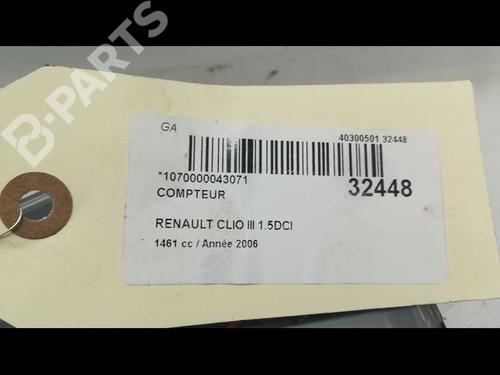 B-PARTS
GA
40300501 32448
*1070000043071
32448
COMPTEUR
RENAULT CLIO III 1.5DCI
1461 cc / Année 2006